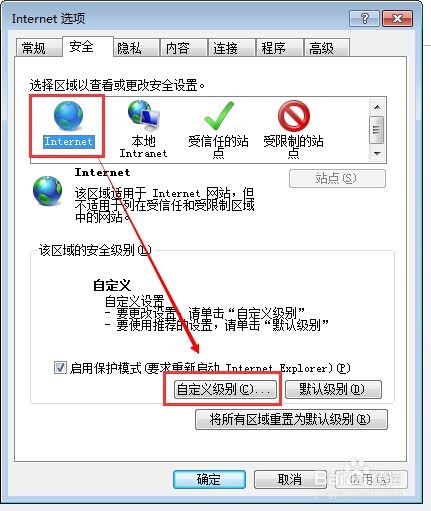 Internet 选项
常规 安全 隐私 内容 连接 程序 高级
选择区域以查看或更改安全设置。
Internet
本地
Intranet
受信任的站
点
受限制的站
点
Internet
站点(S)
该区域适用于 Internet 网站，但
不适用于列在受信任和受限制区域
中的网站。
该区域的安全级别(L)
自定义
自定义设置
- 要更改设置，请单击“自定义级别”
- 要使用推荐的设置，请单击“默认级别”
启用保护模式(要求重新启动 Internet Explorer)(P)
自定义级别(C)... 默认级别(D)
将所有区域重置为默认级别(R)
确定 取消 应用(A)